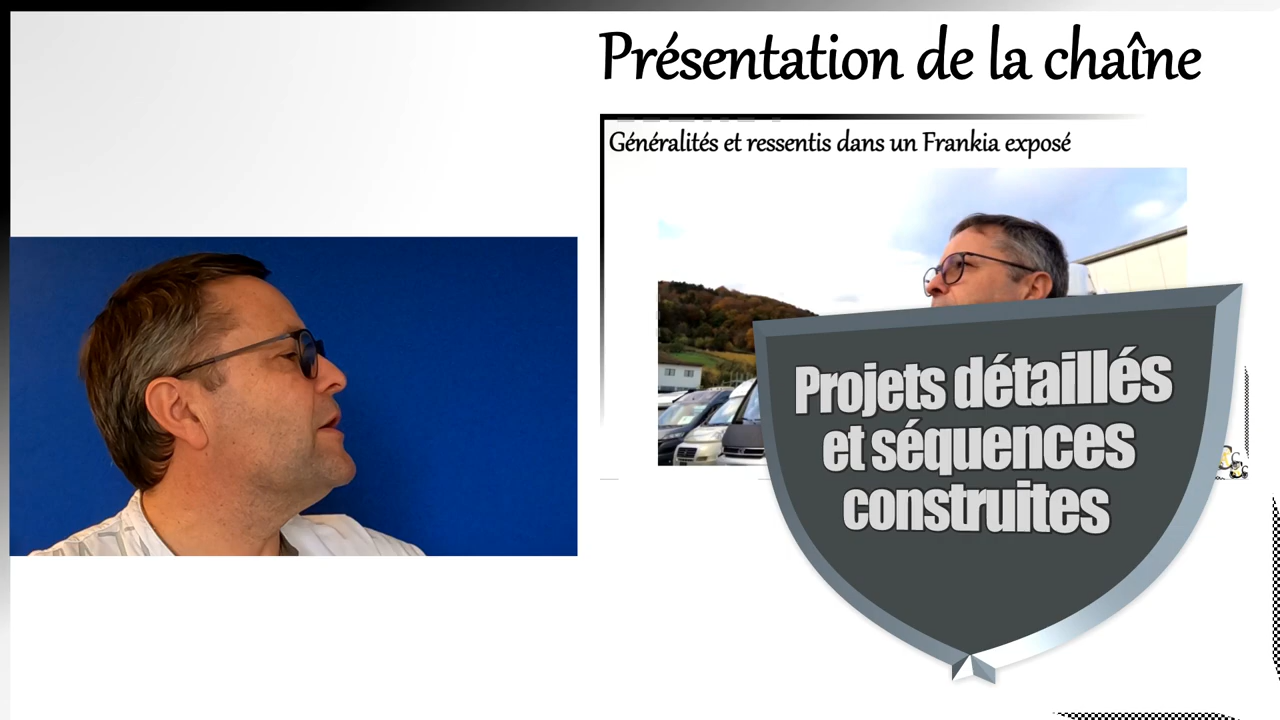 Présentation de la chaîne
Généralités et ressentis dans un Frankia exposé
Projets détaillés
et séquences
construites